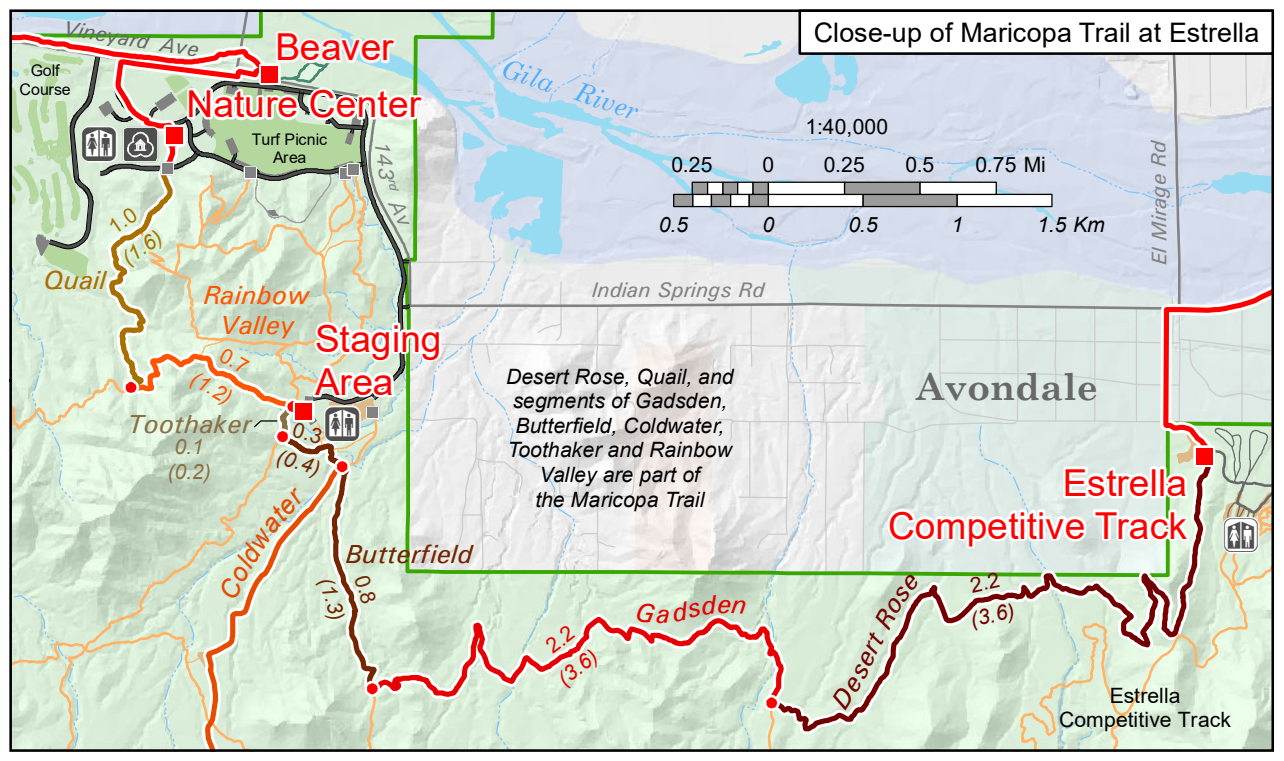 Close-up of Maricopa Trail at Estrella
Vineyard Ave
Beaver
Golf
Course
Nature Center
Turf Picnic
Area
143rd Av
Gila River
1:40,000
0.25 0 0.25 0.5 0.75 Mi
0.5 0 0.5 1 1.5 Km
El Mirage Rd
1.0
(1.6)
Quail
Rainbow
Valley
Indian Springs Rd
Staging
Area
0.7
(1.2)
Toothaker
0.1
(0.2)
0.3
(0.4)
Desert Rose, Quail, and
segments of Gadsden,
Butterfield, Coldwater,
Toothaker and Rainbow
Valley are part of
the Maricopa Trail
Avondale
Estrella
Competitive Track
Coldwater
Butterfield
0.8
(1.3)
Gadsden
2.2
(3.6)
Desert Rose
2.2
(3.6)
Estrella
Competitive Track